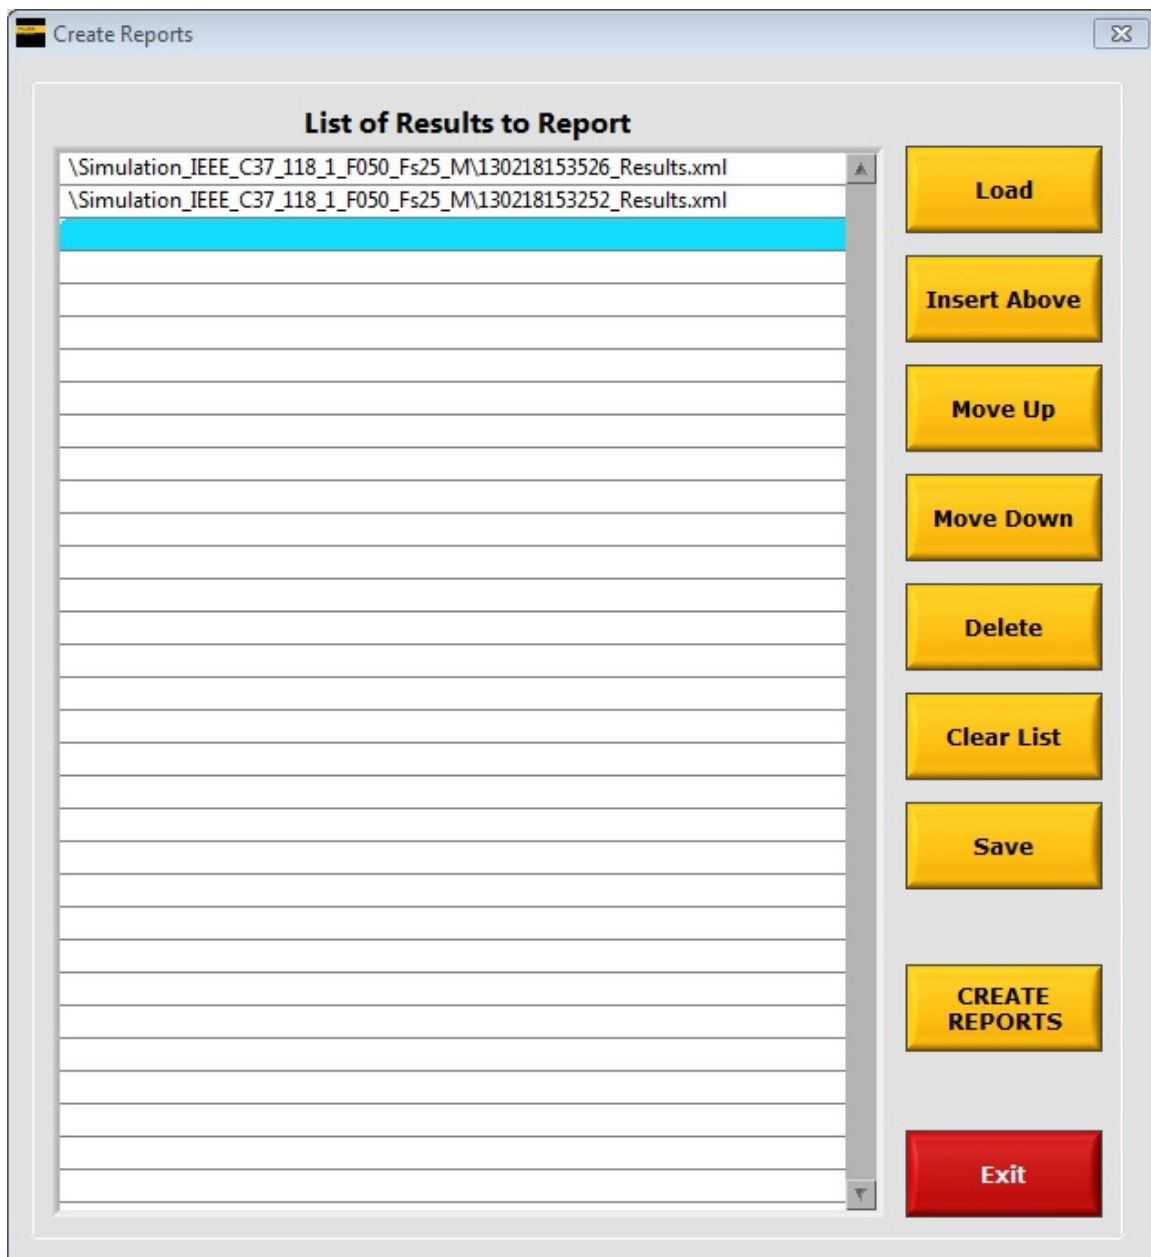 Create Reports
List of Results to Report
\Simulation_IEEE_C37_118_1_F050_Fs25_M\130218153526_Results.xml
\Simulation_IEEE_C37_118_1_F050_Fs25_M\130218153252_Results.xml
Load
Insert Above
Move Up
Move Down
Delete
Clear List
Save
CREATE
REPORTS
Exit